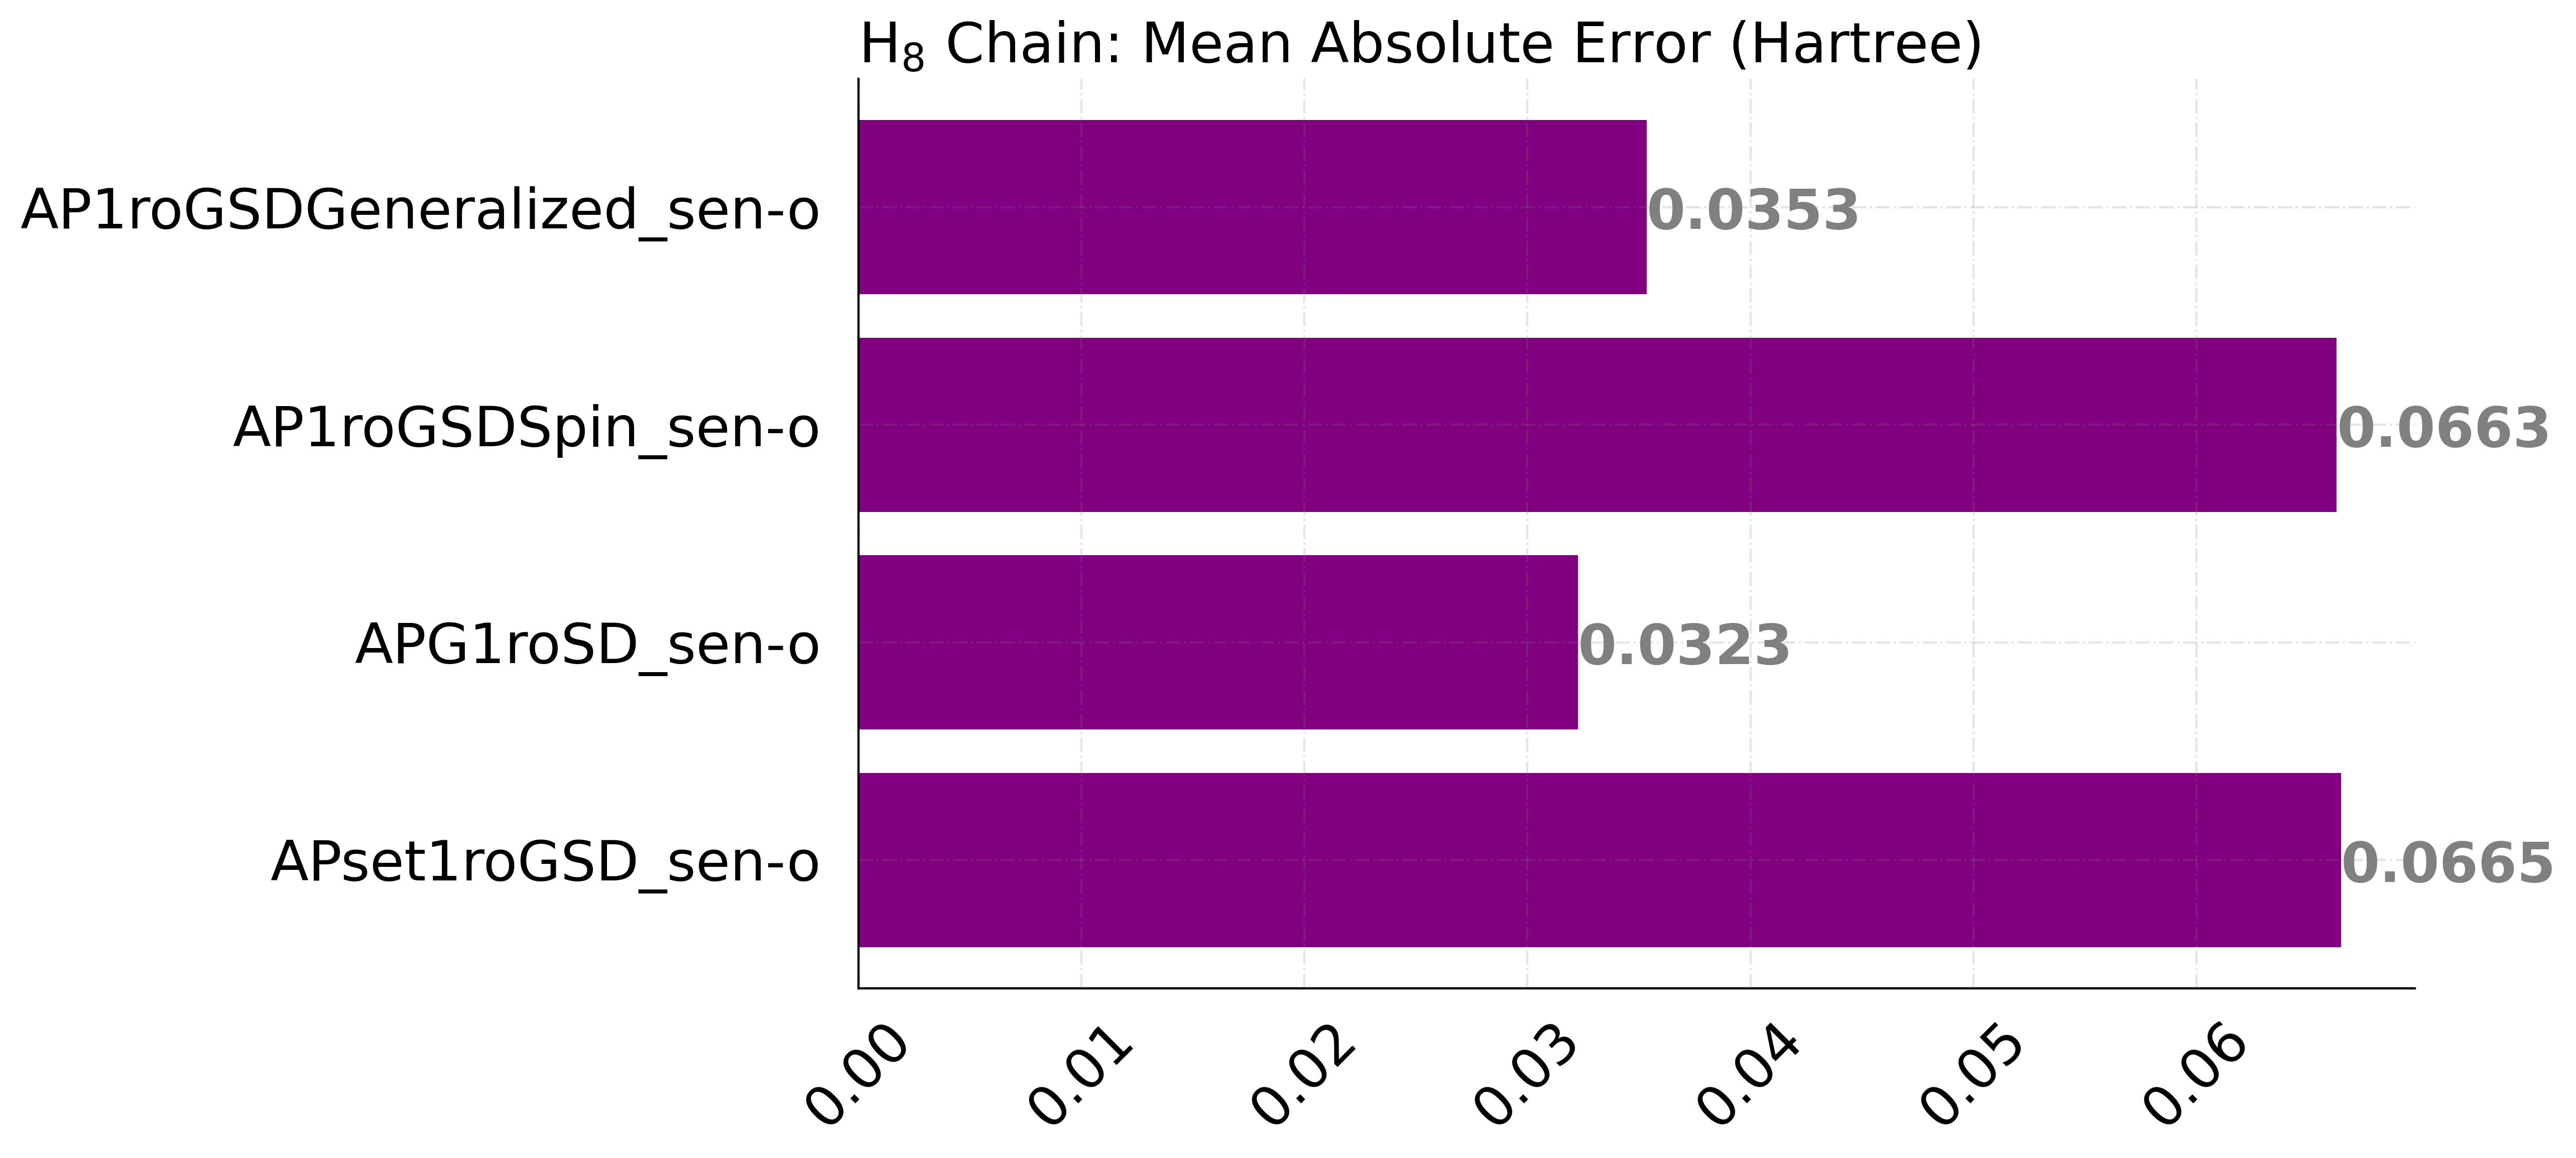 H₈ Chain: Mean Absolute Error (Hartree)
AP1roGSDGeneralized_sen-o
0.0353
AP1roGSDSpin_sen-o
0.0663
APG1roSD_sen-o
0.0323
APset1roGSD_sen-o
0.0665
0.00
0.01
0.02
0.03
0.04
0.05
0.06